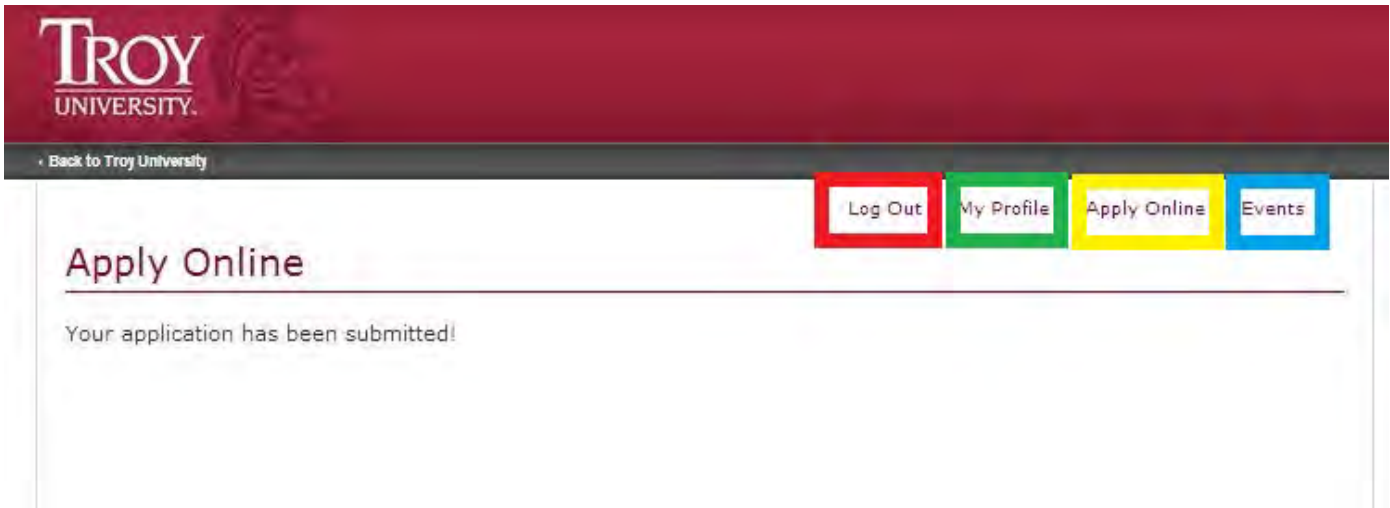 TROY
UNIVERSITY.
‹ Back to Troy University
Log Out My Profile Apply Online Events
Apply Online
Your application has been submitted!